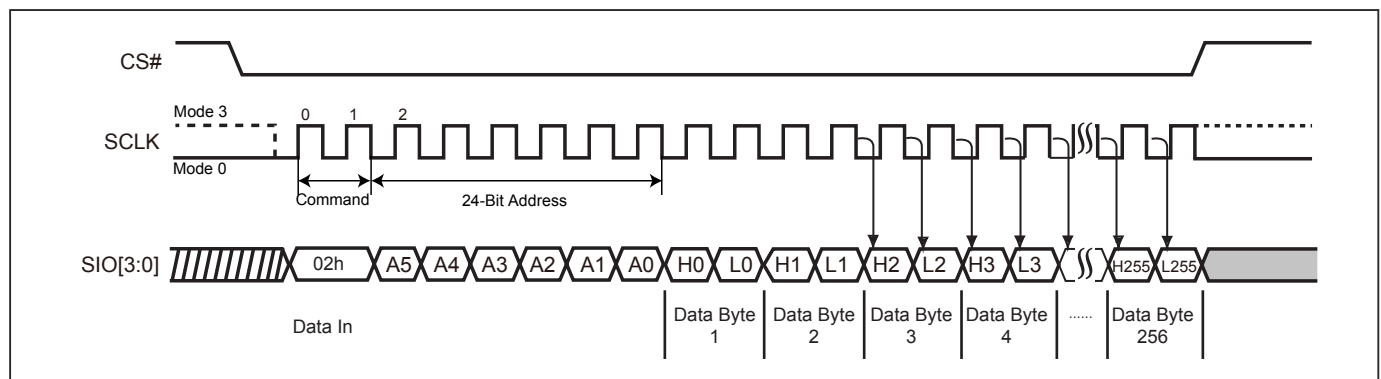 CS#
Mode 3
0 1 2
SCLK
Mode 0
Command
24-Bit Address
SIO[3:0]
02h A5 A4 A3 A2 A1 A0 H0 L0 H1 L1 H2 L2 H3 L3 H255 L255
Data In
Data Byte 1
Data Byte 2
Data Byte 3
Data Byte 4
......
Data Byte 256